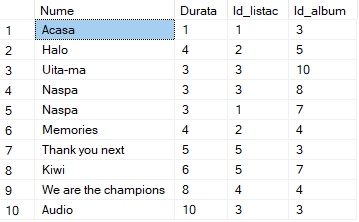 Nume Durata Id_listac Id_album
1 Acasa 1 1 3
2 Halo 4 2 5
3 Uita-ma 3 3 10
4 Naspa 3 3 8
5 Naspa 3 1 7
6 Memories 4 2 4
7 Thank you next 5 5 3
8 Kiwi 6 5 7
9 We are the champions 8 4 4
10 Audio 10 3 3